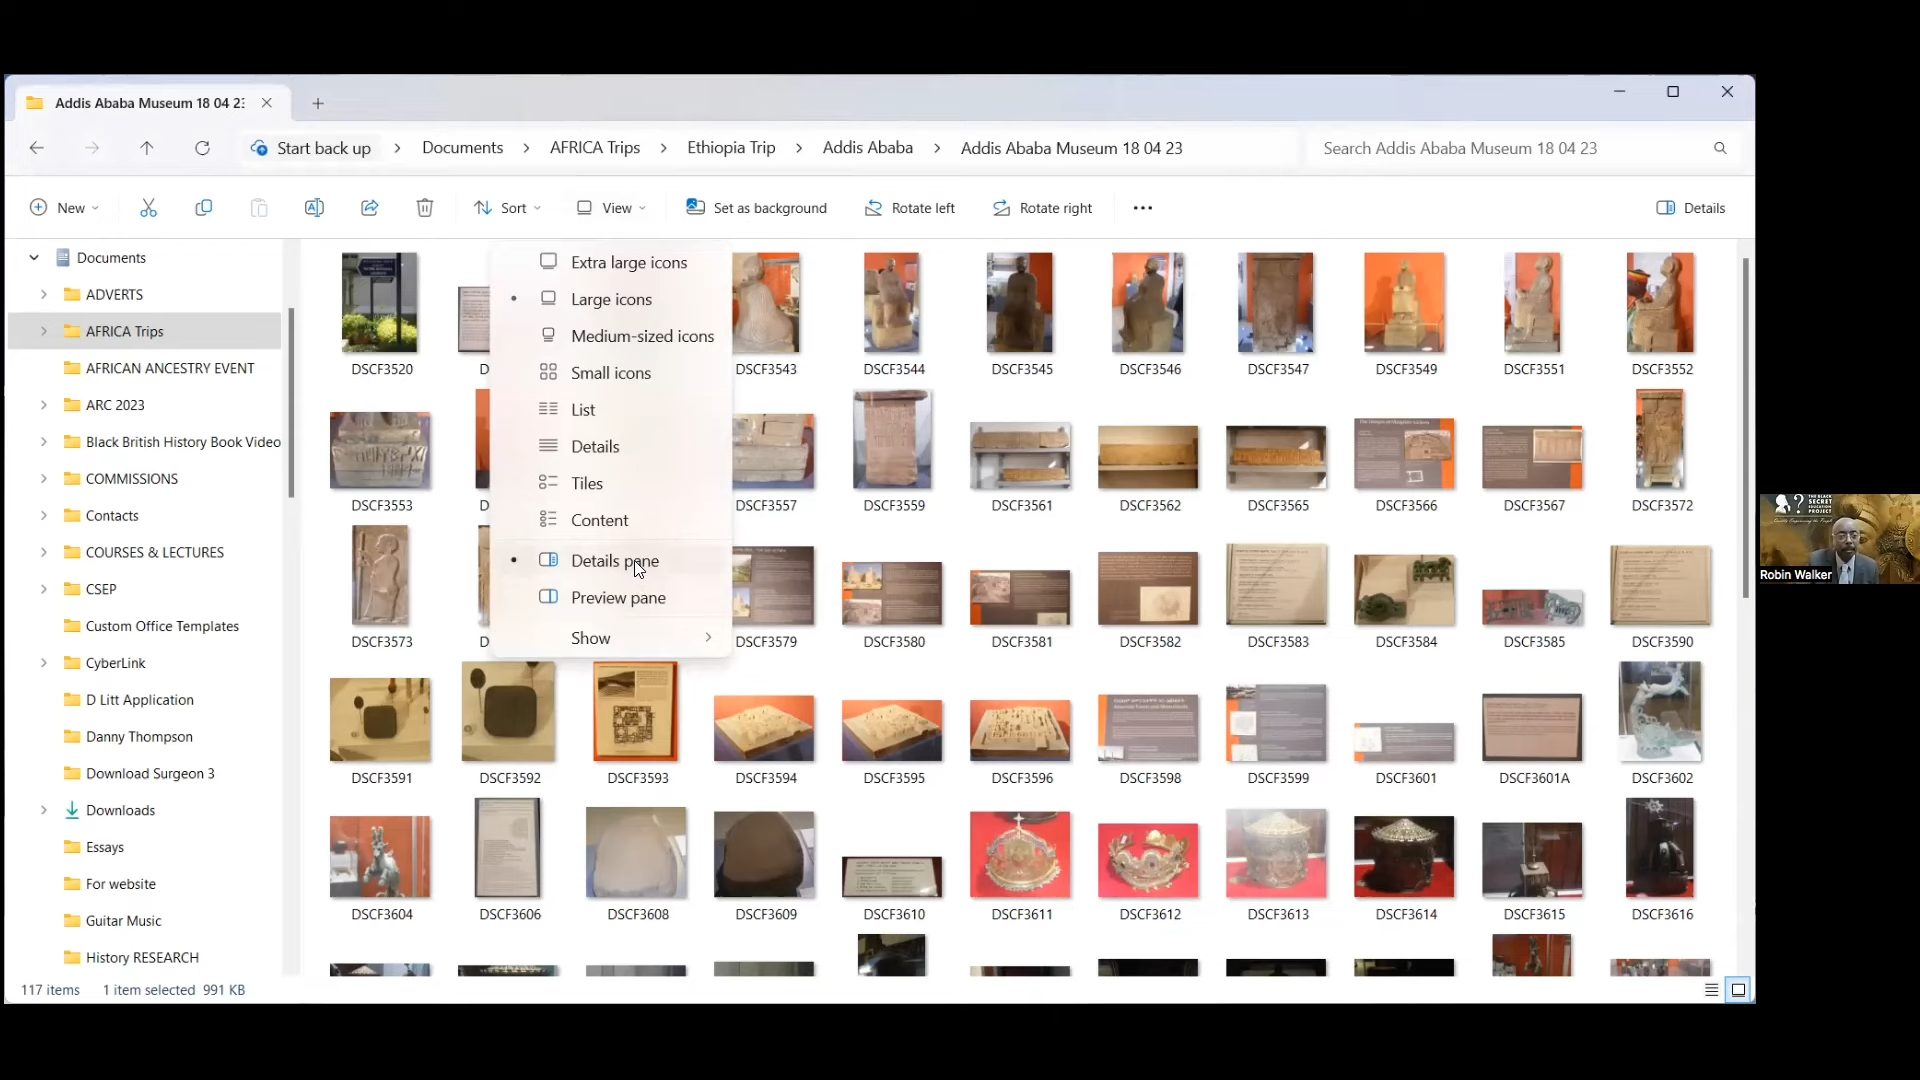 Addis Ababa Museum 18 04 23
Start back up
Documents
AFRICA Trips
Ethiopia Trip
Addis Ababa
Addis Ababa Museum 18 04 23
Search Addis Ababa Museum 18 04 23
New
Sort
View
Set as background
Rotate left
Rotate right
Details
Documents
ADVERTS
AFRICA Trips
AFRICAN ANCESTRY EVENT
ARC 2023
Black British History Book Video
COMMISSIONS
Contacts
COURSES & LECTURES
CSEP
Custom Office Templates
CyberLink
D Litt Application
Danny Thompson
Download Surgeon 3
Downloads
Essays
For website
Guitar Music
History RESEARCH
Extra large icons
Large icons
Medium-sized icons
Small icons
List
Details
Tiles
Content
Details pane
Preview pane
Show
DSCF3520
DSCF3543
DSCF3544
DSCF3545
DSCF3546
DSCF3547
DSCF3549
DSCF3551
DSCF3552
DSCF3553
DSCF3557
DSCF3559
DSCF3561
DSCF3562
DSCF3565
DSCF3566
DSCF3567
DSCF3572
DSCF3573
DSCF3579
DSCF3580
DSCF3581
DSCF3582
DSCF3583
DSCF3584
DSCF3585
DSCF3590
DSCF3591
DSCF3592
DSCF3593
DSCF3594
DSCF3595
DSCF3596
DSCF3598
DSCF3599
DSCF3601
DSCF3601A
DSCF3602
DSCF3604
DSCF3606
DSCF3608
DSCF3609
DSCF3610
DSCF3611
DSCF3612
DSCF3613
DSCF3614
DSCF3615
DSCF3616
117 items
1 item selected 991 KB
THE BLACK
SECRET
EDUCATION
PROJECT
Robin Walker